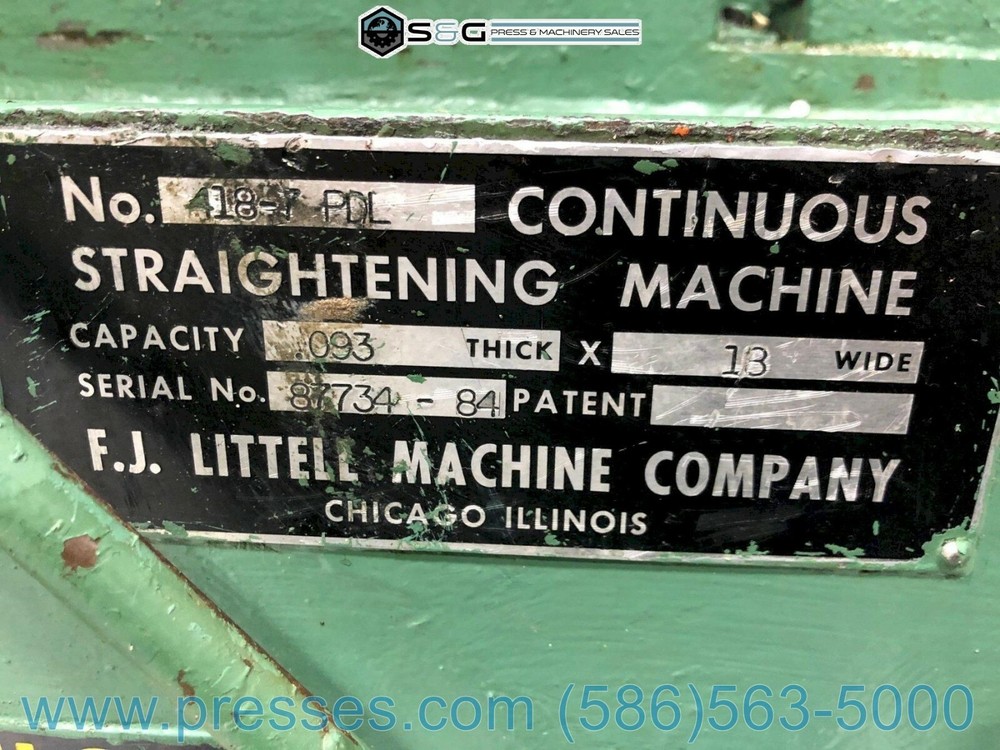 S&G PRESS & MACHINERY SALES
No. 418-7 PDL CONTINUOUS
STRAIGHTENING MACHINE
CAPACITY .093 THICK X 18 WIDE
SERIAL No. 87734 - 84 PATENT
F.J. LITTELL MACHINE COMPANY
CHICAGO ILLINOIS
www.presses.com (586)563-5000